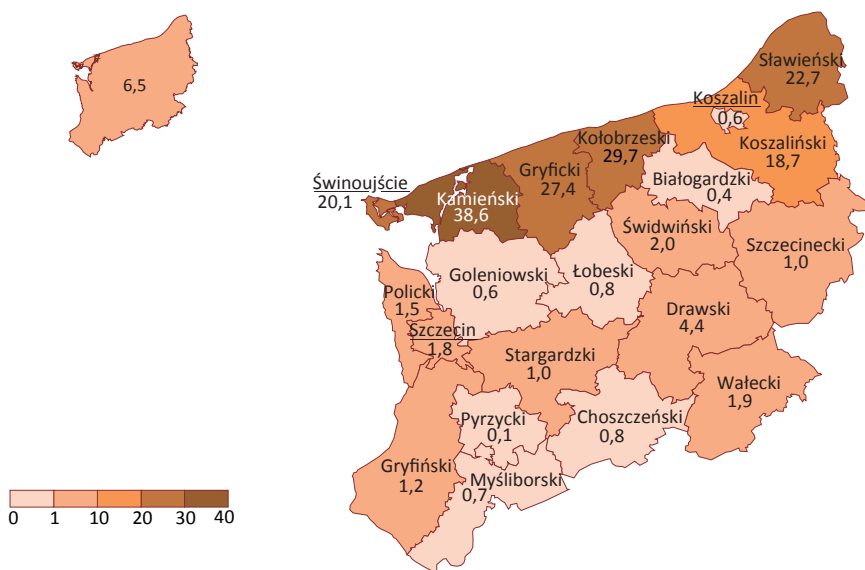 6,5
Sławieński
22,7
Koszalin
0,6
Koszaliński
18,7
Kołobrzeski
29,7
Gryficki
27,4
Białogardzki
0,4
Świnoujście
20,1
Kamieński
38,6
Świdwiński
2,0
Szczecinecki
1,0
Goleniowski
0,6
Łobeski
0,8
Policki
1,5
Drawski
4,4
Szczecin
1,8
Stargardzki
1,0
Wałecki
1,9
Pyrzycki
0,1
Choszczeński
0,8
Gryfiński
1,2
Myśliborski
0,7
0 1 10 20 30 40